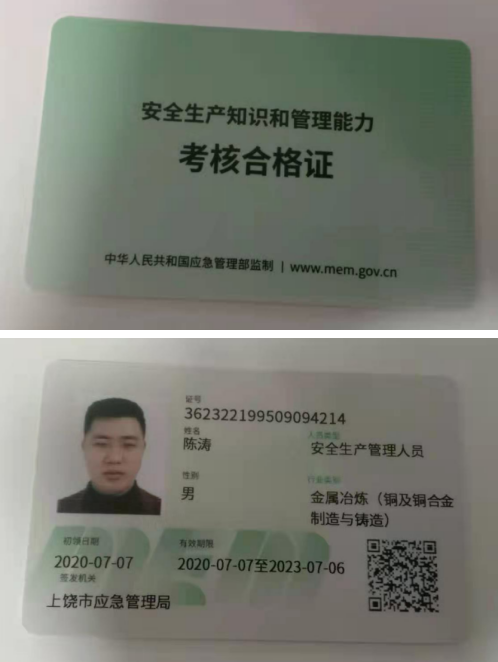 安全生产知识和管理能力
考核合格证
中华人民共和国应急管理部监制 | www.mem.gov.cn
证号
362322199509094214
姓名
陈涛
人员类型
安全生产管理人员
性别
男
行业类别
金属冶炼（铜及铜合金
制造与铸造）
初领日期
2020-07-07
有效期限
2020-07-07至2023-07-06
签发机关
上饶市应急管理局
MEM